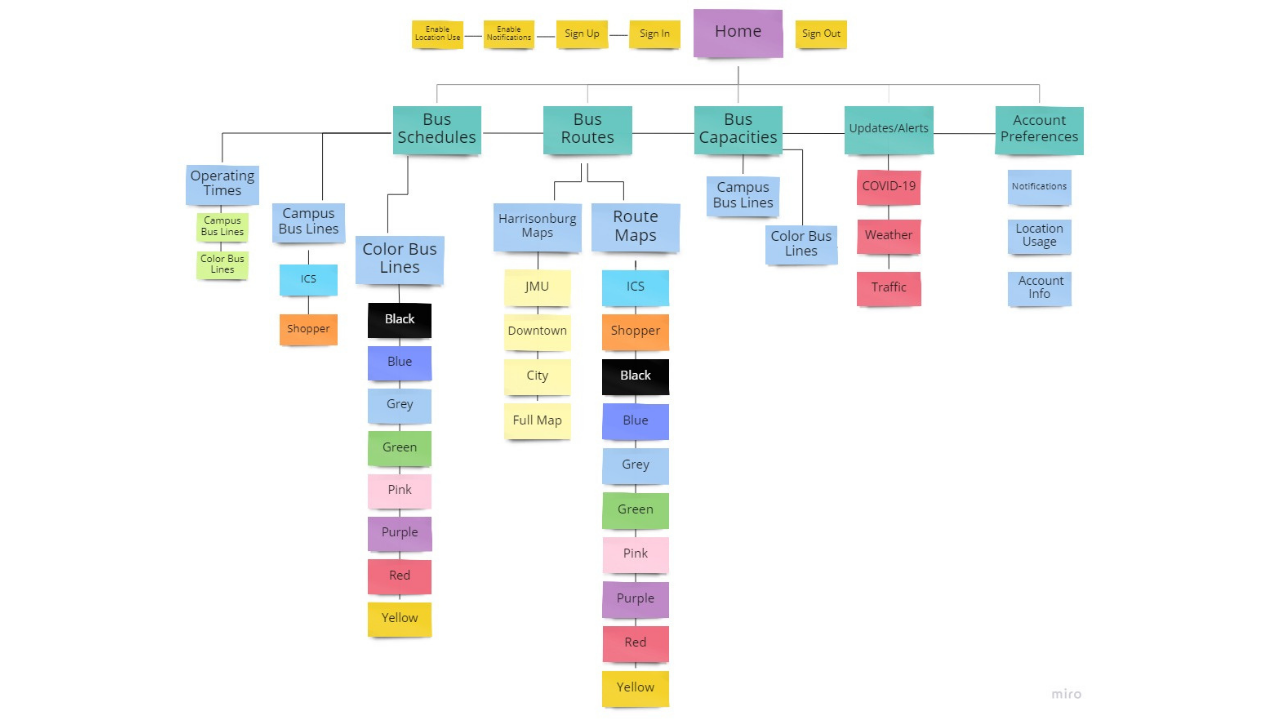 Enable
Location Use
Enable
Notifications
Sign Up
Sign In
Home
Sign Out
Bus
Schedules
Bus
Routes
Bus
Capacities
Updates/Alerts
Account
Preferences
Operating
Times
Campus
Bus Lines
Color Bus
Lines
Campus
Bus Lines
ICS
Shopper
Color Bus
Lines
Black
Blue
Grey
Green
Pink
Purple
Red
Yellow
Harrisonburg
Maps
JMU
Downtown
City
Full Map
Route
Maps
ICS
Shopper
Black
Blue
Grey
Green
Pink
Purple
Red
Yellow
Campus
Bus Lines
Color Bus
Lines
COVID-19
Weather
Traffic
Notifications
Location
Usage
Account
Info
miro